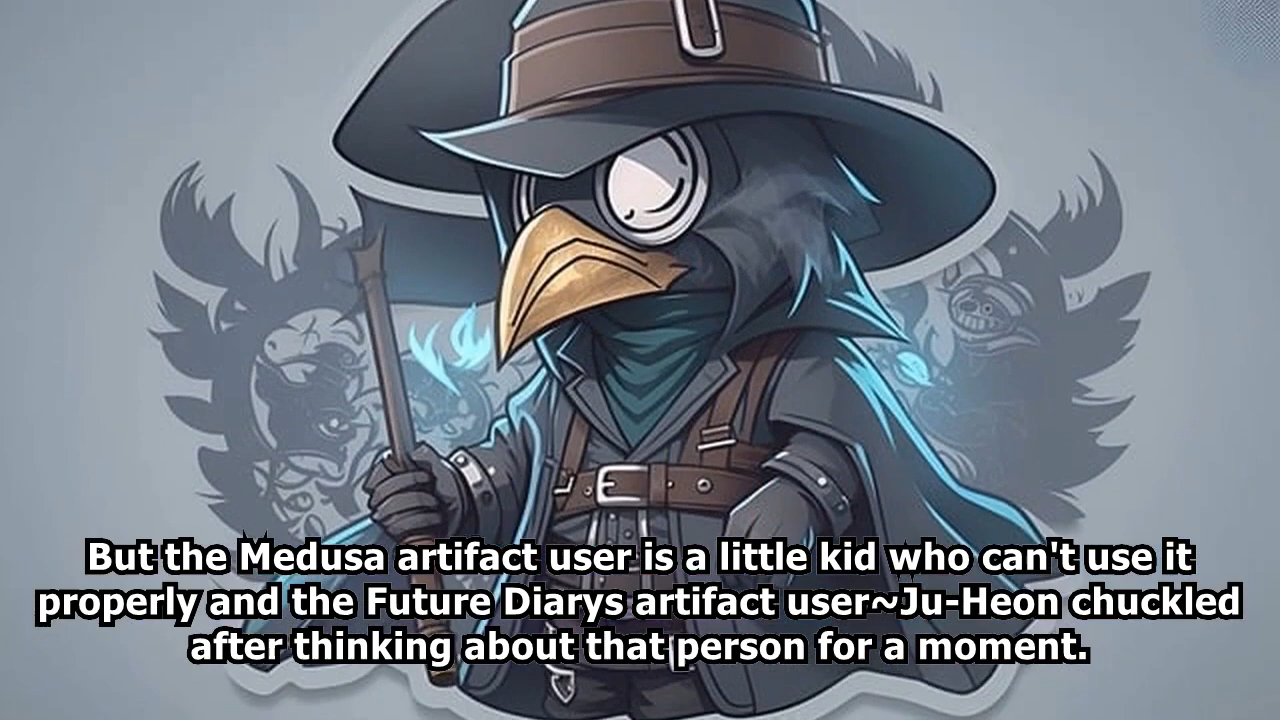 But the Medusa artifact user is a little kid who can't use it
properly and the Future Diarys artifact user~Ju-Heon chuckled
after thinking about that person for a moment.